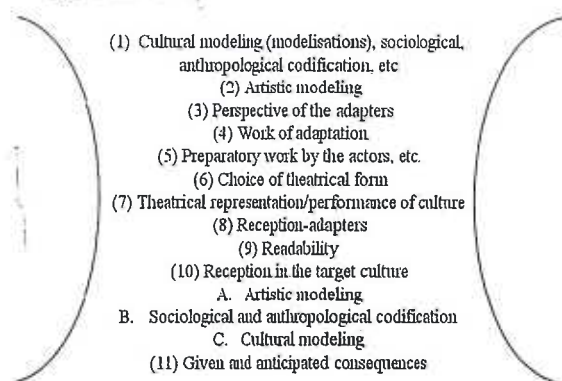 (1) Cultural modeling (modelisations), sociological,
anthropological codification, etc
(2) Artistic modeling
(3) Perspective of the adapters
(4) Work of adaptation
(5) Preparatory work by the actors, etc.
(6) Choice of theatrical form
(7) Theatrical representation/performance of culture
(8) Reception-adapters
(9) Readability
(10) Reception in the target culture
A. Artistic modeling
B. Sociological and anthropological codification
C. Cultural modeling
(11) Given and anticipated consequences